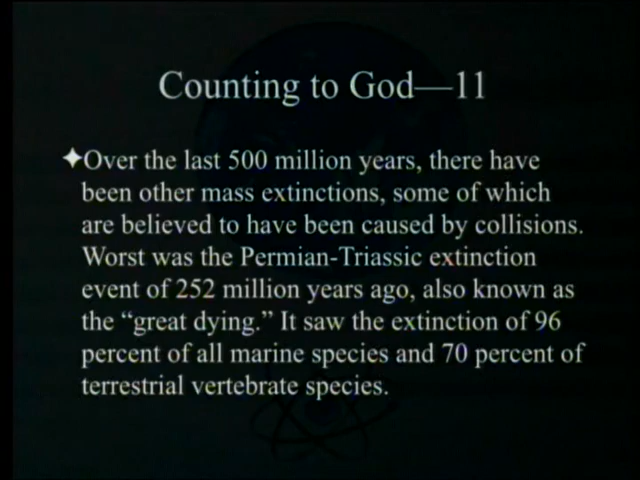 Counting to God—11
✦Over the last 500 million years, there have
been other mass extinctions, some of which
are believed to have been caused by collisions.
Worst was the Permian-Triassic extinction
event of 252 million years ago, also known as
the “great dying.” It saw the extinction of 96
percent of all marine species and 70 percent of
terrestrial vertebrate species.